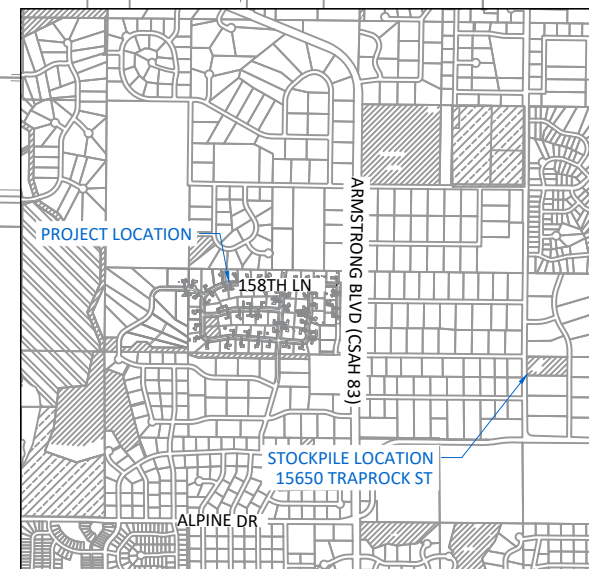 PROJECT LOCATION
158TH LN
ARMSTRONG BLVD (CSAH 83)
STOCKPILE LOCATION
15650 TRAPROCK ST
ALPINE DR